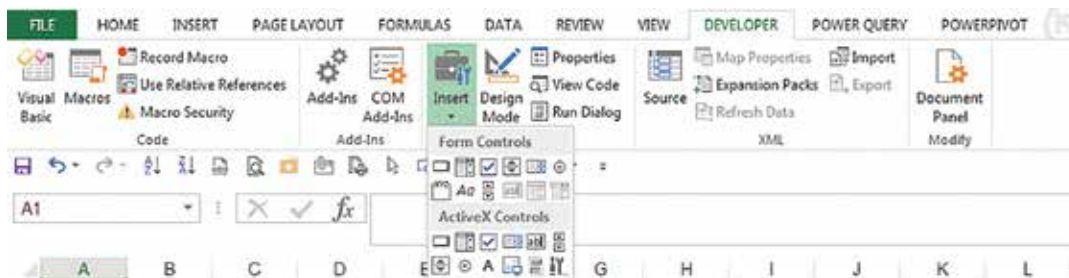 FILE HOME INSERT PAGE LAYOUT FORMULAS DATA REVIEW VIEW DEVELOPER POWER QUERY POWERPIVOT
Record Macro
Use Relative References
Macro Security
Visual Basic
Macros
Code
Add-Ins
COM Add-Ins
Add-Ins
Insert
Design Mode
Properties
View Code
Run Dialog
Form Controls
Aa
ab|
ActiveX Controls
ab|
A
Source
Map Properties
Expansion Packs
Refresh Data
Import
Export
XML
Document Panel
Modify
A1
fx
A B C D E G H I J K L